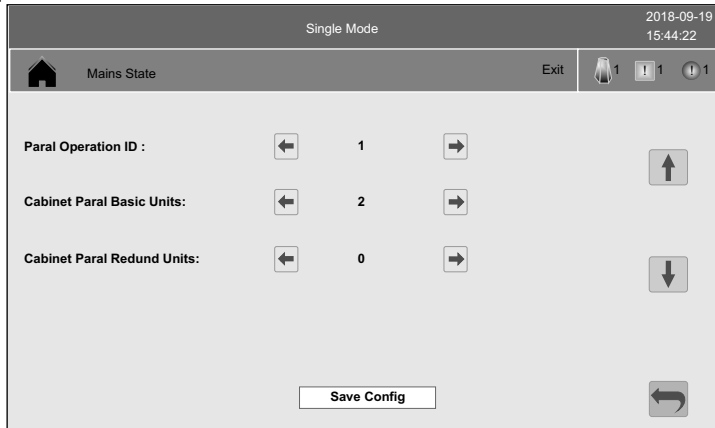 Single Mode
2018-09-19
15:44:22
Mains State
Exit
1
! 1
! 1
Paral Operation ID : 1
Cabinet Paral Basic Units: 2
Cabinet Paral Redund Units: 0
Save Config